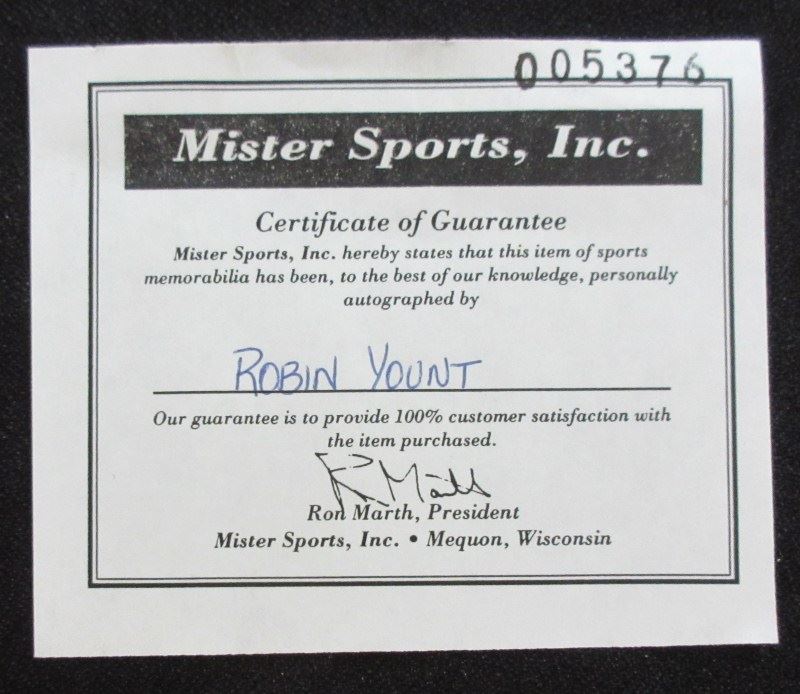 005376
Mister Sports, Inc.
Certificate of Guarantee
Mister Sports, Inc. hereby states that this item of sports
memorabilia has been, to the best of our knowledge, personally
autographed by
ROBIN YOUNT
Our guarantee is to provide 100% customer satisfaction with
the item purchased.
R Marth
Ron Marth, President
Mister Sports, Inc. • Mequon, Wisconsin